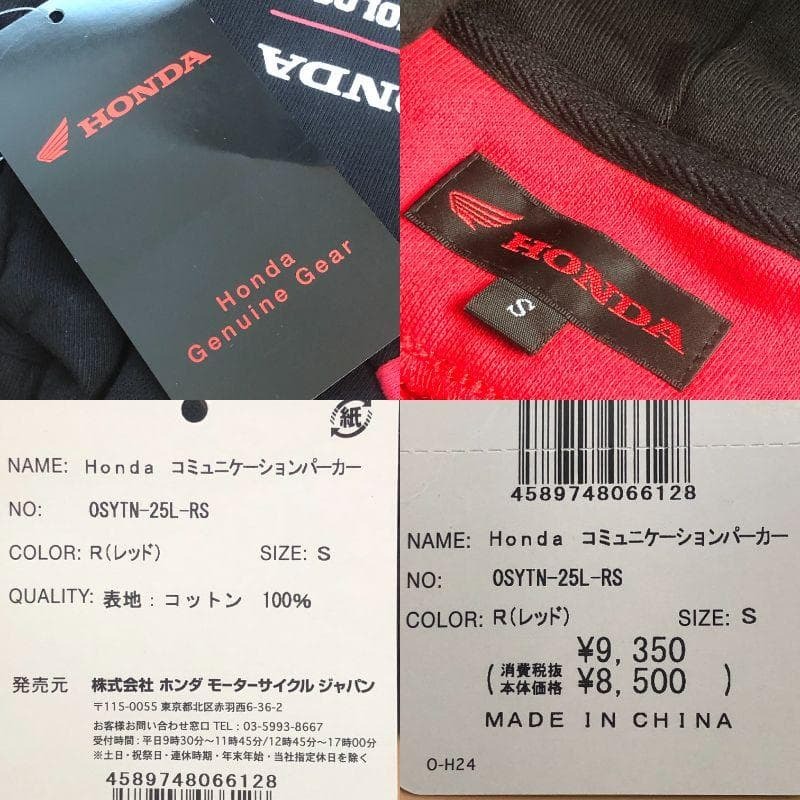 HONDA
Honda
Genuine Gear
HONDA
HONDA
S
紙
NAME: Honda コミュニケーションパーカー
NO: OSYTN-25L-RS
COLOR: R(レッド) SIZE: S
QUALITY: 表地：コットン 100%
発売元 株式会社 ホンダ モーターサイクル ジャパン
〒115-0055 東京都北区赤羽西6-36-2
お客様お問い合わせ窓口 TEL：03-5993-8667
受付時間：平日9時30分～11時45分/12時45分～17時00分
※土日・祝祭日・連休時期・年末年始・当社指定休日を除く
4589748066128
4589748066128
NAME: Honda コミュニケーションパーカー
NO: OSYTN-25L-RS
COLOR: R(レッド) SIZE: S
¥9,350
(消費税抜 本体価格 ¥8,500)
MADE IN CHINA
O-H24